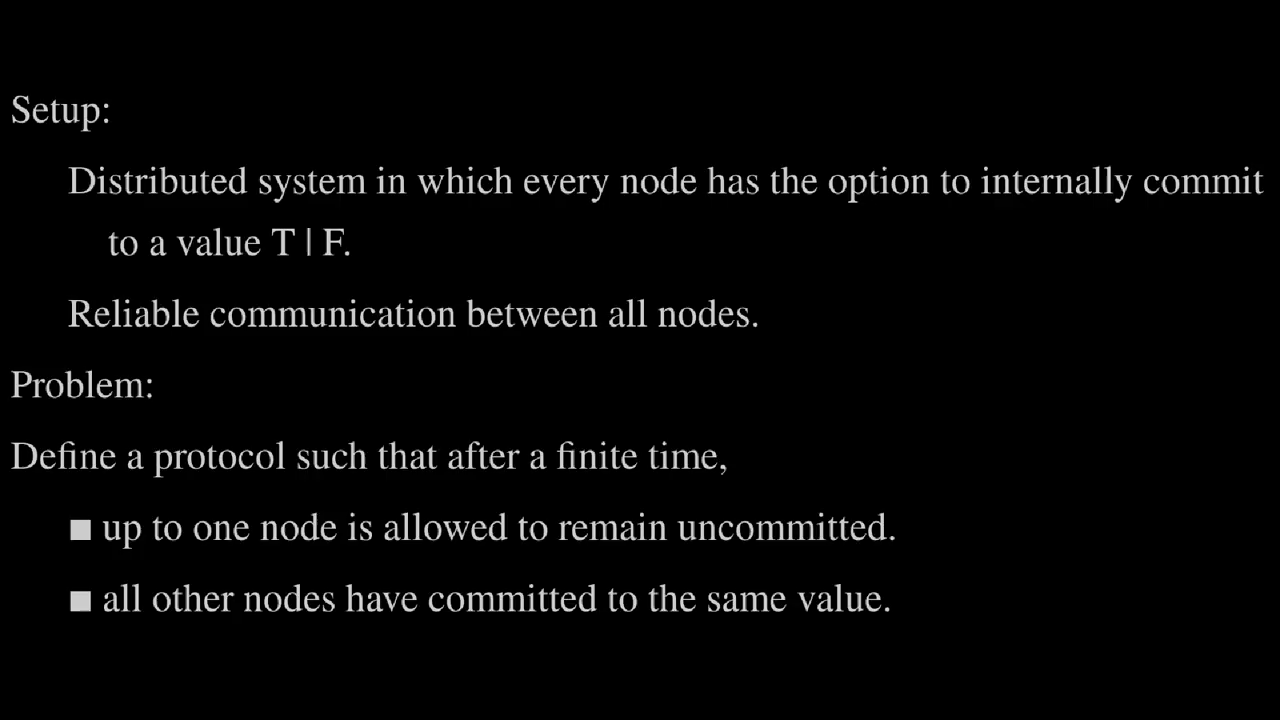 Setup:
Distributed system in which every node has the option to internally commit
to a value T | F.
Reliable communication between all nodes.
Problem:
Define a protocol such that after a finite time,
■ up to one node is allowed to remain uncommitted.
■ all other nodes have committed to the same value.